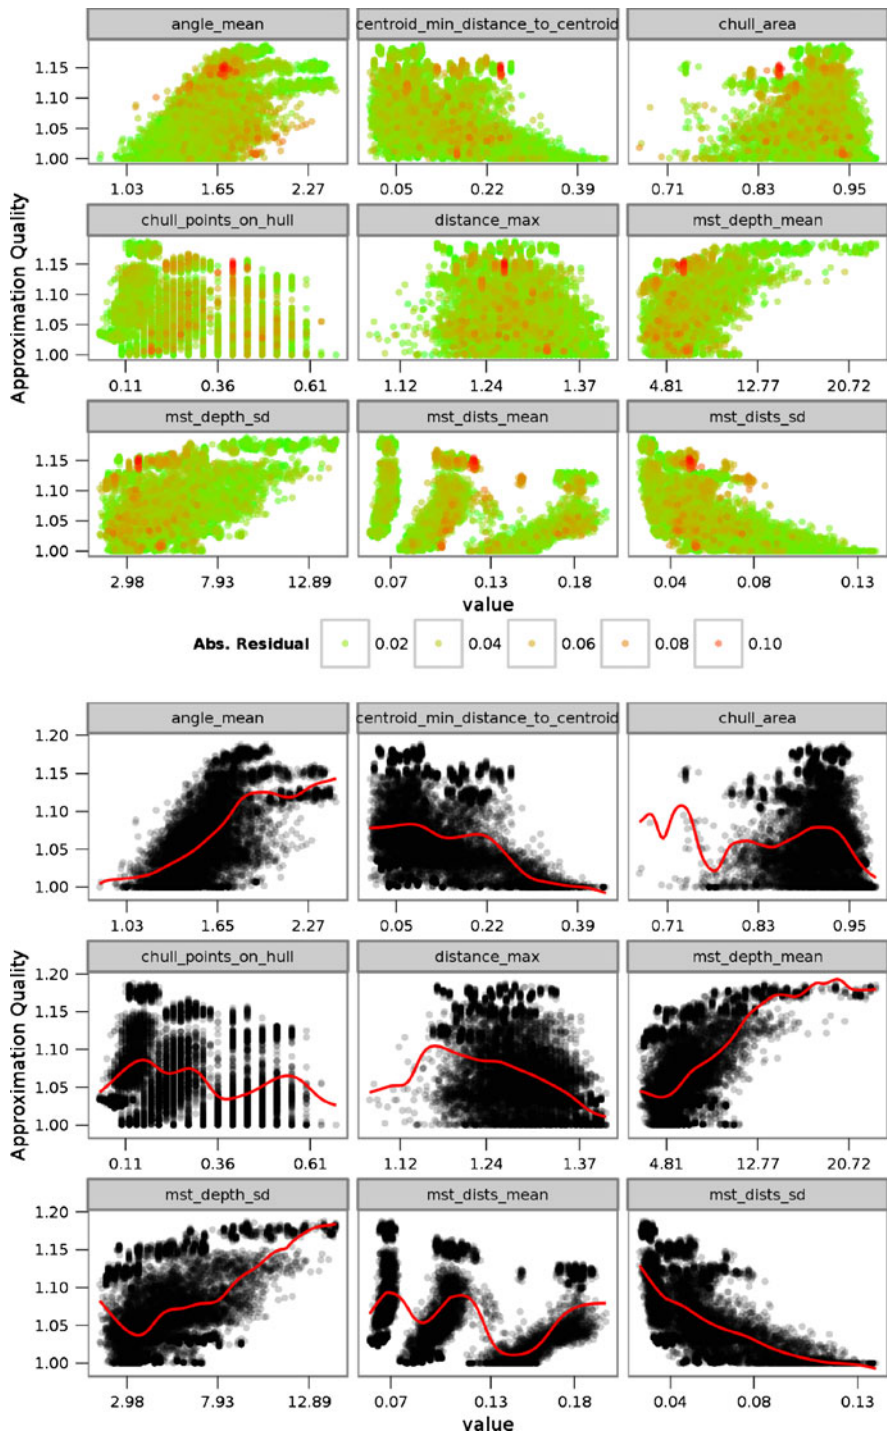 angle_mean centroid_min_distance_to_centroid chull_area
1.15
1.10
1.05
1.00
1.03 1.65 2.27 0.05 0.22 0.39 0.71 0.83 0.95
chull_points_on_hull distance_max mst_depth_mean
1.15
1.10
1.05
1.00
0.11 0.36 0.61 1.12 1.24 1.37 4.81 12.77 20.72
mst_depth_sd mst_dists_mean mst_dists_sd
1.15
1.10
1.05
1.00
2.98 7.93 12.89 0.07 0.13 0.18 0.04 0.08 0.13
Approximation Quality
value
Abs. Residual 0.02 0.04 0.06 0.08 0.10
angle_mean centroid_min_distance_to_centroid chull_area
1.20
1.15
1.10
1.05
1.00
1.03 1.65 2.27 0.05 0.22 0.39 0.71 0.83 0.95
chull_points_on_hull distance_max mst_depth_mean
1.20
1.15
1.10
1.05
1.00
0.11 0.36 0.61 1.12 1.24 1.37 4.81 12.77 20.72
mst_depth_sd mst_dists_mean mst_dists_sd
1.20
1.15
1.10
1.05
1.00
2.98 7.93 12.89 0.07 0.13 0.18 0.04 0.08 0.13
Approximation Quality
value